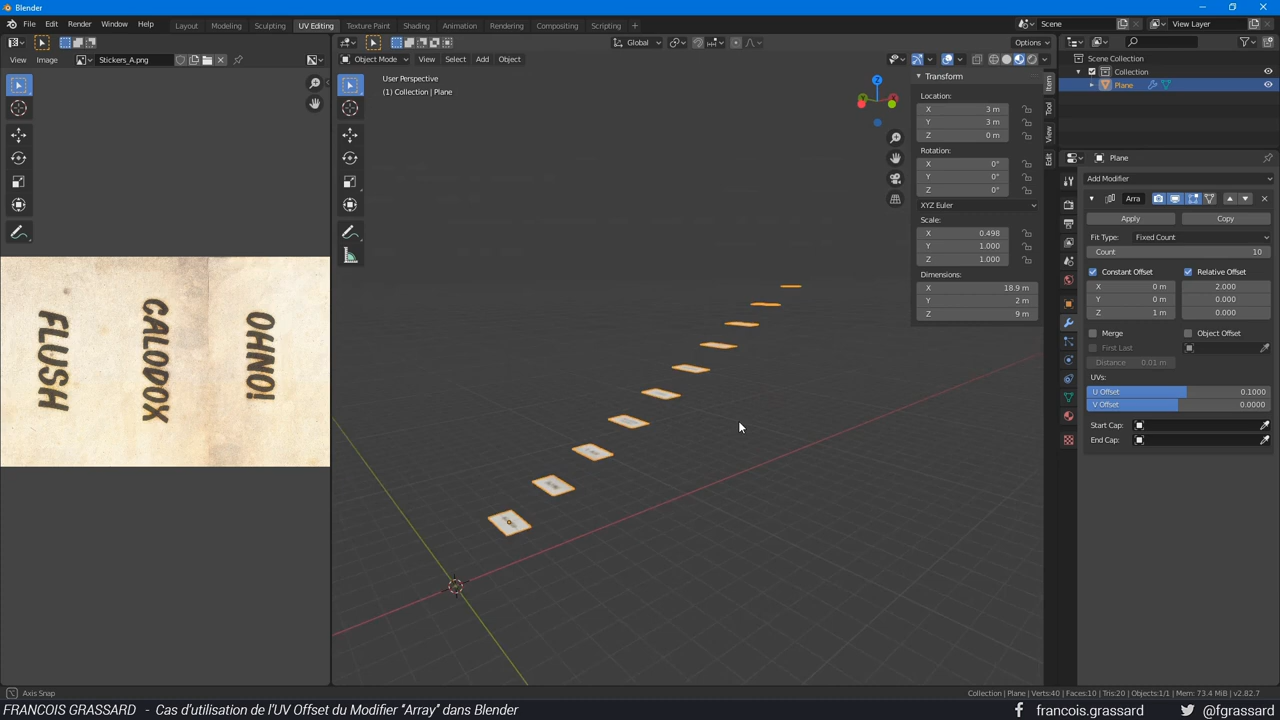 Blender
File Edit Render Window Help Layout Modeling Sculpting UV Editing Texture Paint Shading Animation Rendering Compositing Scripting + Scene View Layer
Global Options
View Image Stickers_A.png Object Mode View Select Add Object
User Perspective
(1) Collection | Plane
Transform
Location:
X 3 m
Y 3 m
Z 0 m
Rotation:
X 0°
Y 0°
Z 0°
XYZ Euler
Scale:
X 0.498
Y 1.000
Z 1.000
Dimensions:
X 18.9 m
Y 2 m
Z 9 m
Item
Tool
View
Edit
Z
Scene Collection
Collection
Plane
Plane
Add Modifier
Arra
Apply Copy
Fit Type: Fixed Count
Count 10
Constant Offset Relative Offset
X 0 m 2.000
Y 0 m 0.000
Z 1 m 0.000
Merge Object Offset
First Last
Distance 0.01 m
UVs:
U Offset 0.1000
V Offset 0.0000
Start Cap:
End Cap:
FLUSH
CALODOX
OHNO!
Axis Snap Collection | Plane | Verts:40 | Faces:10 | Tris:20 | Objects:1/1 | Mem: 73.4 MiB | v2.82.7
FRANCOIS GRASSARD - Cas d'utilisation de l'UV Offset du Modifier "Array" dans Blender francois.grassard @fgrassard